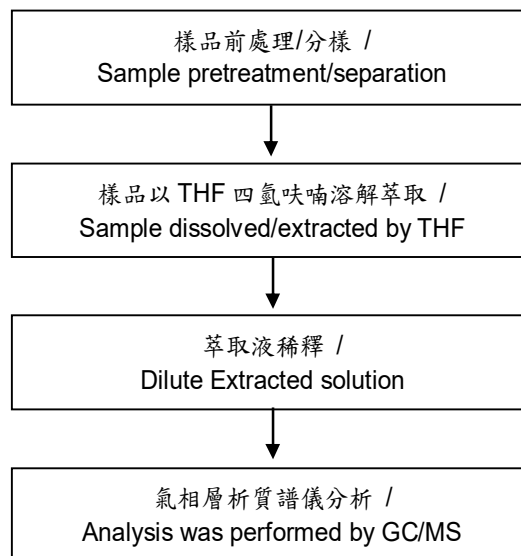 樣品前處理/分樣 /
Sample pretreatment/separation
樣品以 THF 四氫呋喃溶解萃取 /
Sample dissolved/extracted by THF
萃取液稀釋 /
Dilute Extracted solution
氣相層析質譜儀分析 /
Analysis was performed by GC/MS